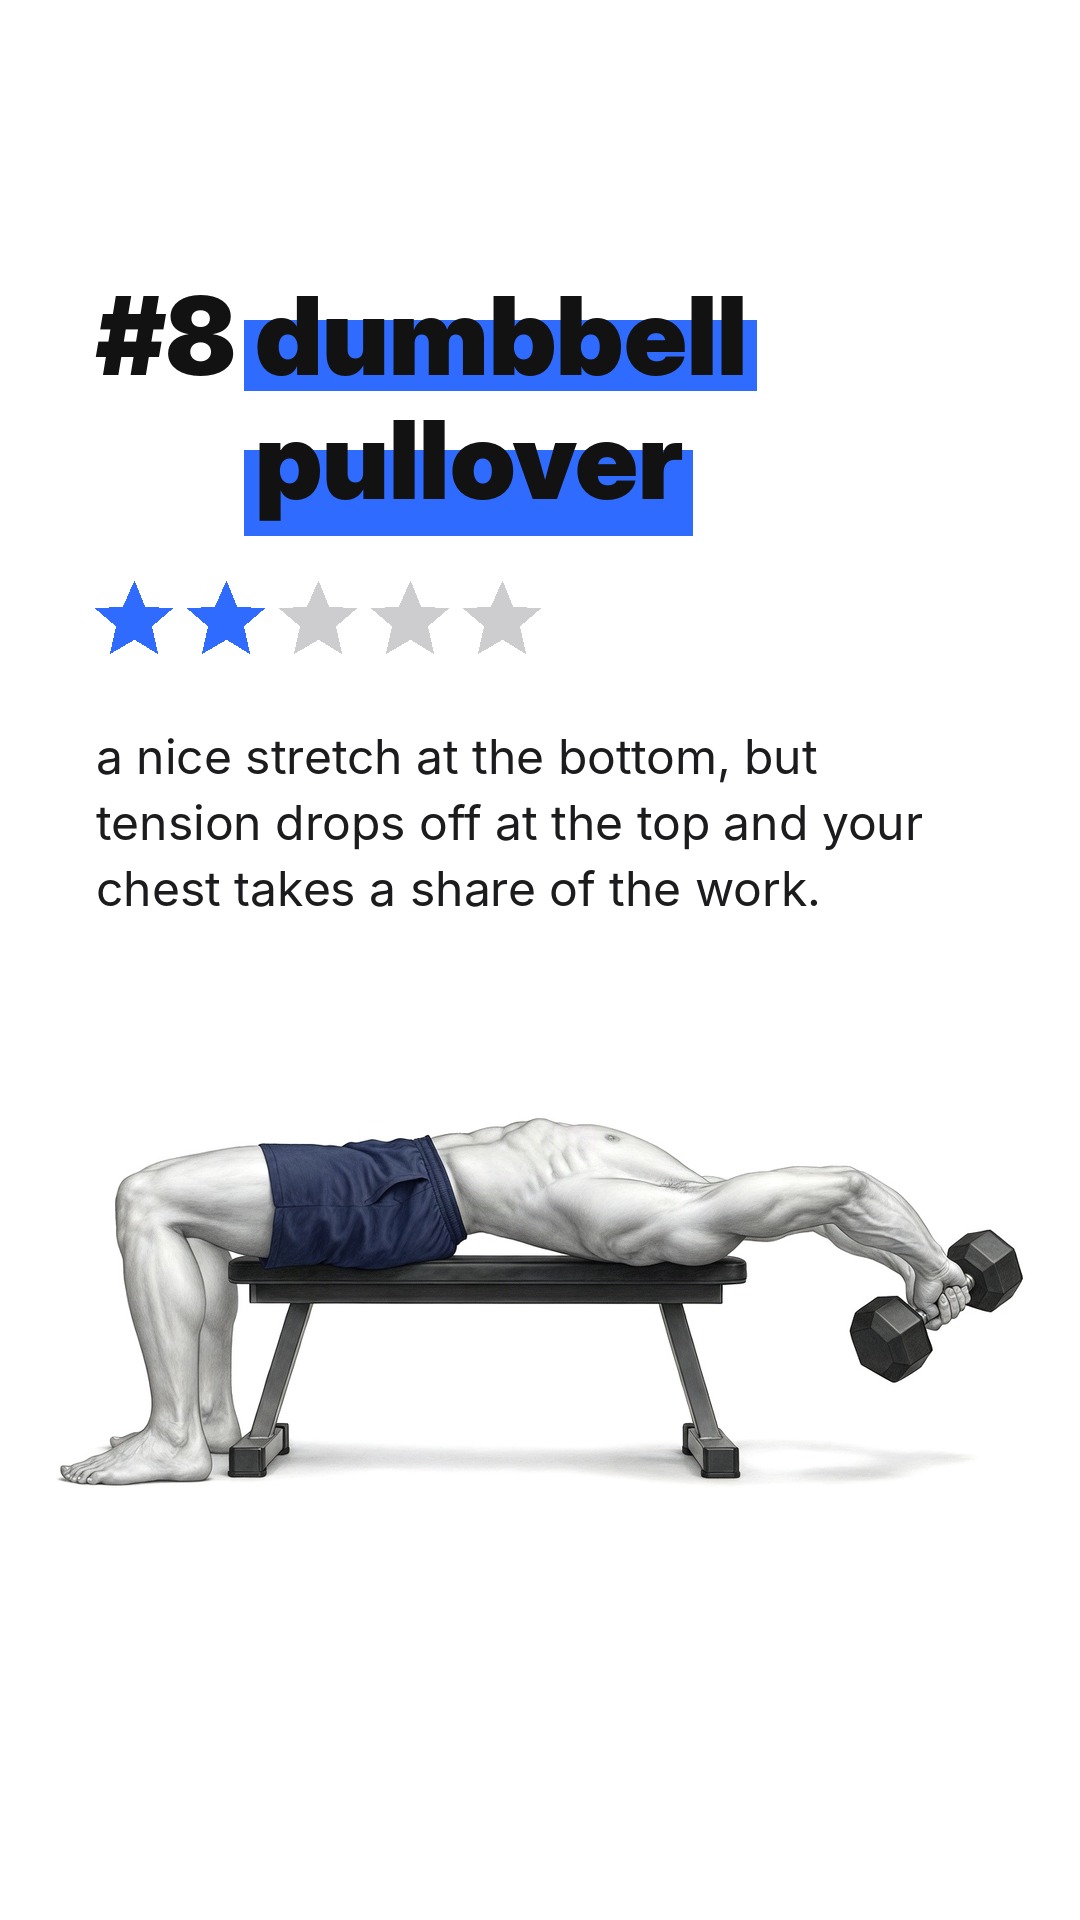 #8 dumbbell
pullover
a nice stretch at the bottom, but
tension drops off at the top and your
chest takes a share of the work.